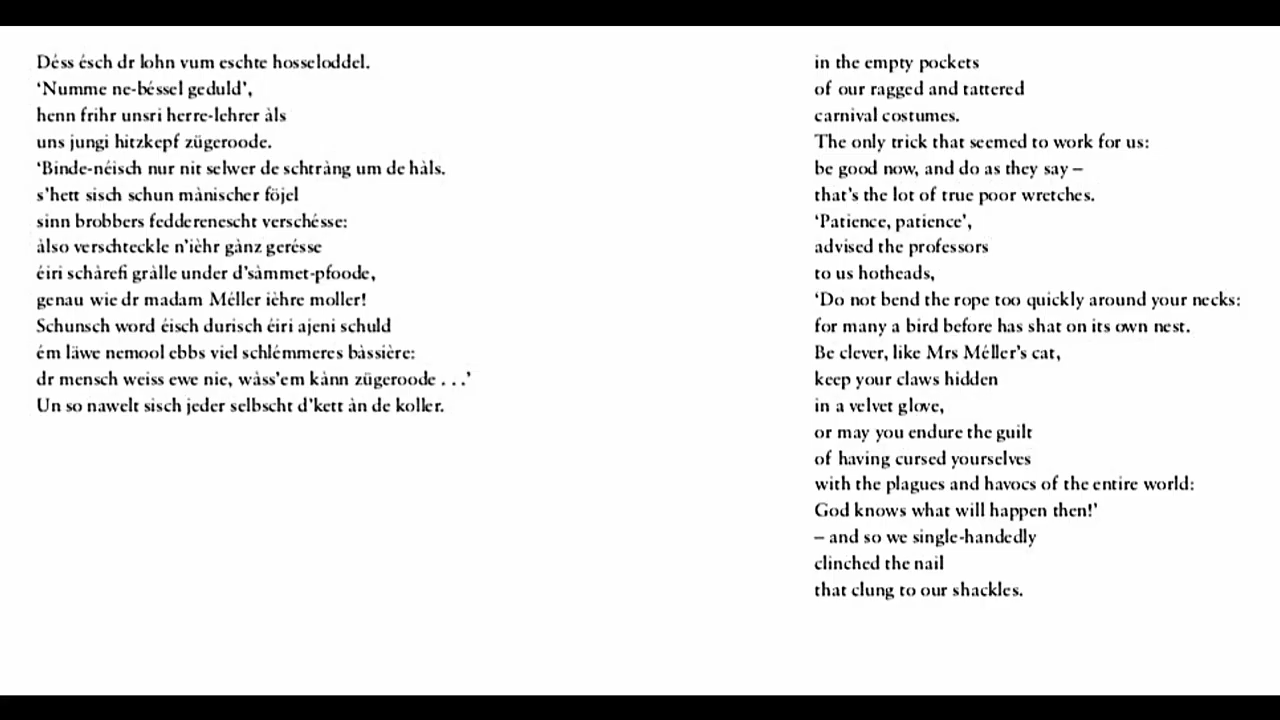 Déss ésch dr lohn vum eschte hosseloddel.
‘Numme ne-béssel geduld’,
henn frihr unsri herre-lehrer àls
uns jungi hitzkepf zügeroode.
‘Binde-néisch nur nit selwer de schtràng um de hàls.
s’hett sisch schun mànischer föjel
sinn brobbers fedderenescht verschésse:
àlso verschteckle n’ièhr gànz gerésse
éiri schàrefi gràlle under d’sàmmet-pfoode,
genau wie dr madam Méller ièhre moller!
Schunsch word éisch durisch éiri ajeni schuld
ém läwe nemool ebbs viel schlémmeres bàssière:
dr mensch weiss ewe nie, wàss’em kànn zügeroode . . .’
Un so nawelt sisch jeder selbscht d’kett àn de koller.
in the empty pockets
of our ragged and tattered
carnival costumes.
The only trick that seemed to work for us:
be good now, and do as they say –
that’s the lot of true poor wretches.
‘Patience, patience’,
advised the professors
to us hotheads,
‘Do not bend the rope too quickly around your necks:
for many a bird before has shat on its own nest.
Be clever, like Mrs Méller’s cat,
keep your claws hidden
in a velvet glove,
or may you endure the guilt
of having cursed yourselves
with the plagues and havocs of the entire world:
God knows what will happen then!’
– and so we single-handedly
clinched the nail
that clung to our shackles.